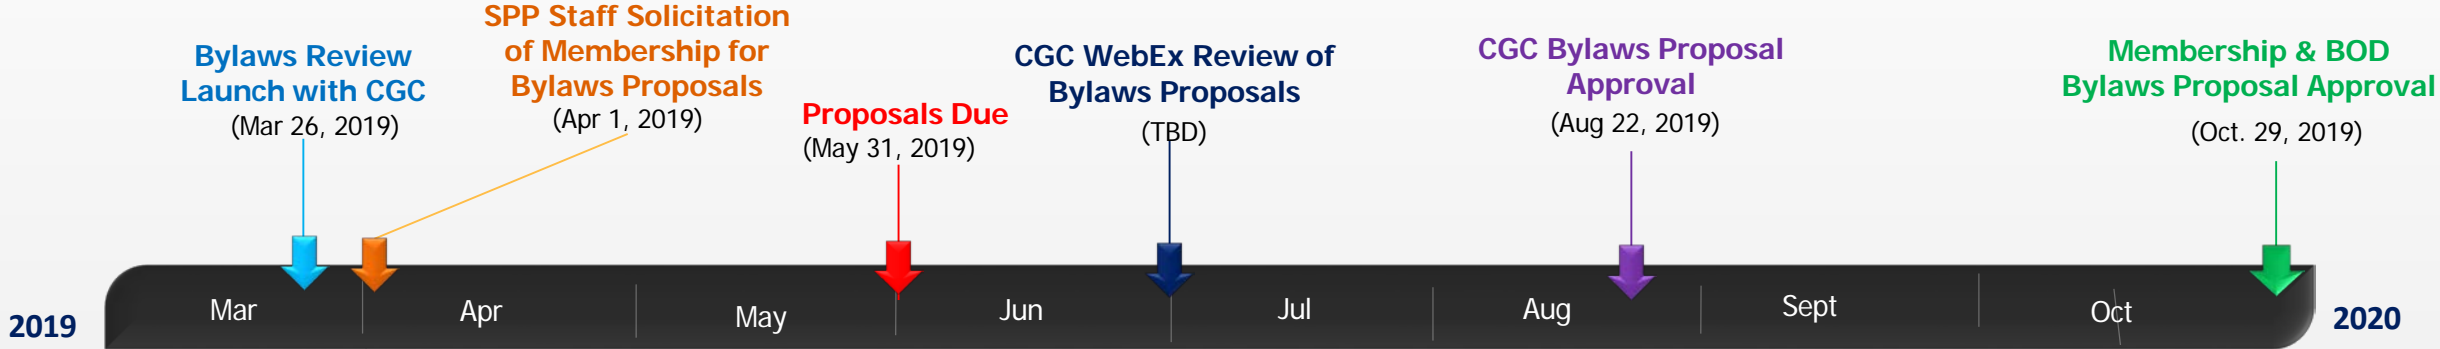 Bylaws Review
Launch with CGC
(Mar 26, 2019)
SPP Staff Solicitation
of Membership for
Bylaws Proposals
(Apr 1, 2019)
Proposals Due
(May 31, 2019)
CGC WebEx Review of
Bylaws Proposals
(TBD)
CGC Bylaws Proposal
Approval
(Aug 22, 2019)
Membership & BOD
Bylaws Proposal Approval
(Oct. 29, 2019)
2019
Mar
Apr
May
Jun
Jul
Aug
Sept
Oct
2020